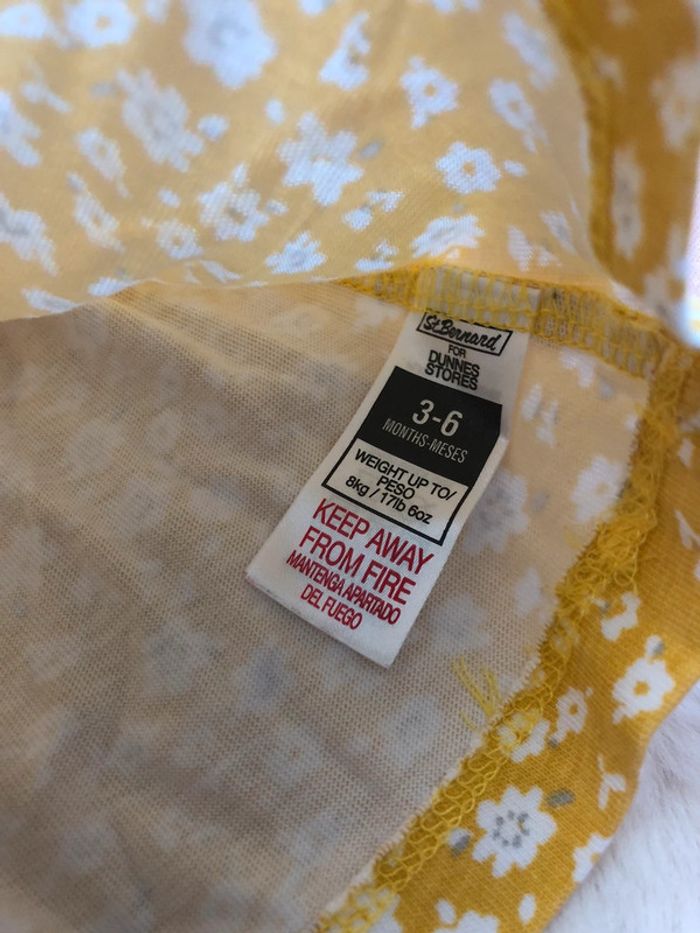 St.Bernard
FOR
DUNNES
STORES
3-6
MONTHS-MESES
WEIGHT UP TO/
PESO
8kg / 17lb 6oz
KEEP AWAY
FROM FIRE
MANTENGA APARTADO
DEL FUEGO